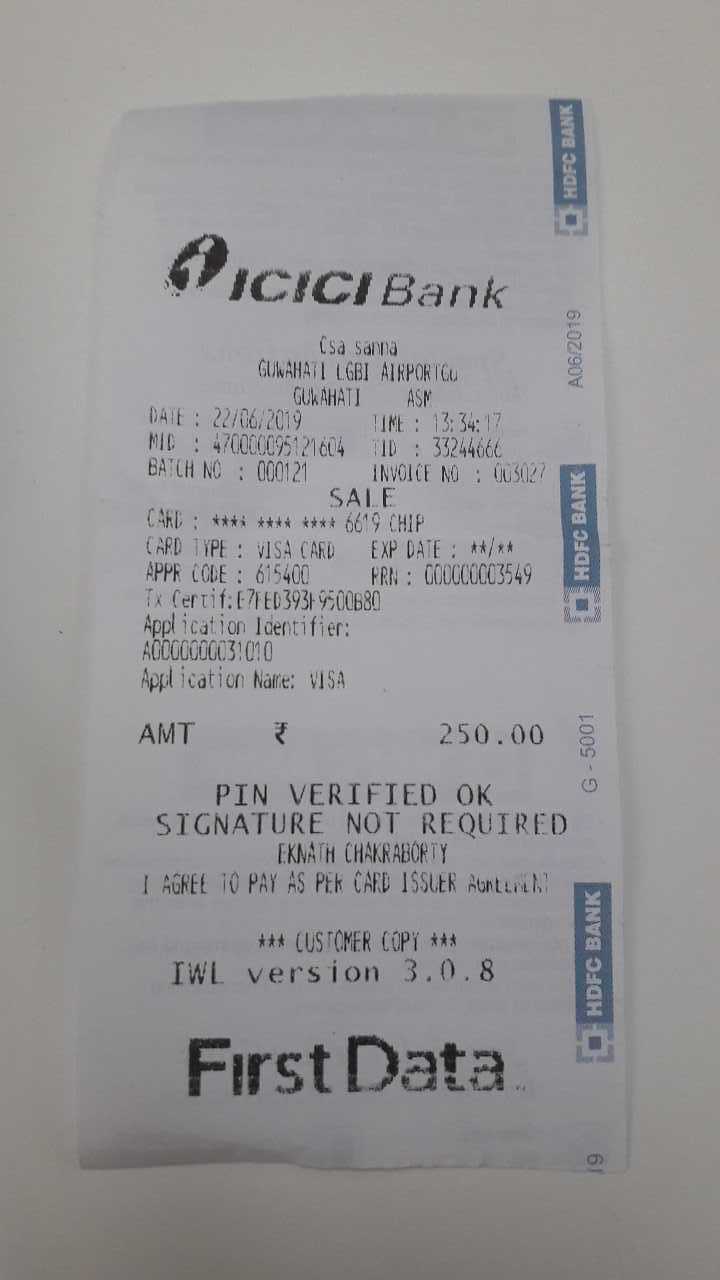 ICICI Bank
Csa sanna
GUWAHATI LGBI AIRPORTGu
GUWAHATI ASM
DATE : 22/06/2019 TIME : 13:34:17
MID : 470000095121604 TID : 33244666
BATCH NO : 000121 INVOICE NO : 003027
SALE
CARD : **** **** **** 6619 CHIP
CARD TYPE : VISA CARD EXP DATE : **/**
APPR CODE : 615400 RRN : 000000003549
Tx Certif:E7FED393F9500B80
Application Identifier:
A0000000031010
Application Name: VISA
AMT ₹ 250.00
PIN VERIFIED OK
SIGNATURE NOT REQUIRED
EKNATH CHAKRABORTY
I AGREE TO PAY AS PER CARD ISSUER AGREEMENT
*** CUSTOMER COPY ***
IWL version 3.0.8
First Data
HDFC BANK
A06/2019
HDFC BANK
G - 5001
HDFC BANK
19